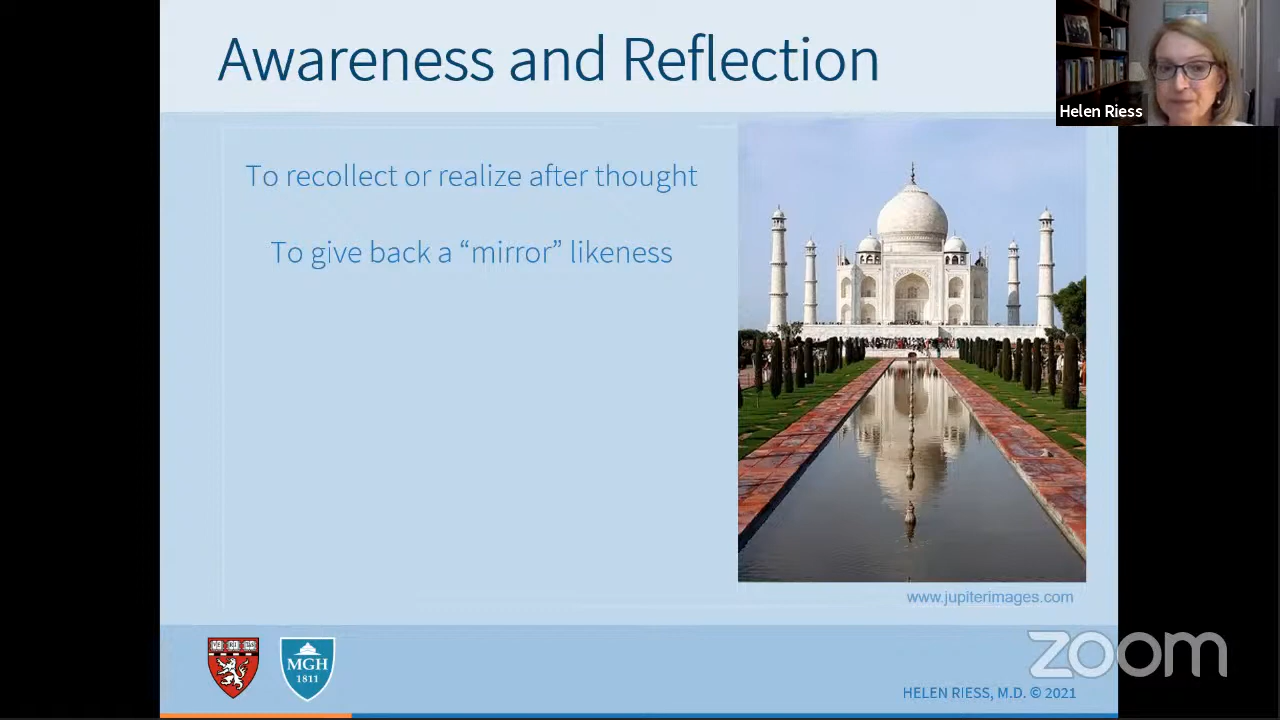 Awareness and Reflection
Helen Riess
To recollect or realize after thought
To give back a “mirror” likeness
www.jupiterimages.com
MGH
1811
zoom
HELEN RIESS, M.D. © 2021